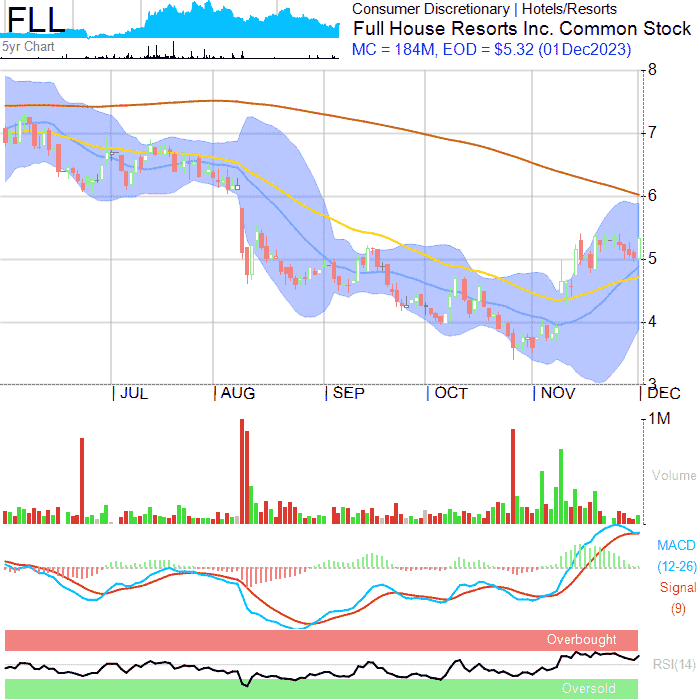 FLL
5yr Chart
Consumer Discretionary | Hotels/Resorts
Full House Resorts Inc. Common Stock
MC = 184M, EOD = $5.32 (01Dec2023)
8
7
6
5
4
3
JUL AUG SEP OCT NOV DEC
1M
Volume
MACD
(12-26)
Signal
(9)
Overbought
RSI(14)
Oversold